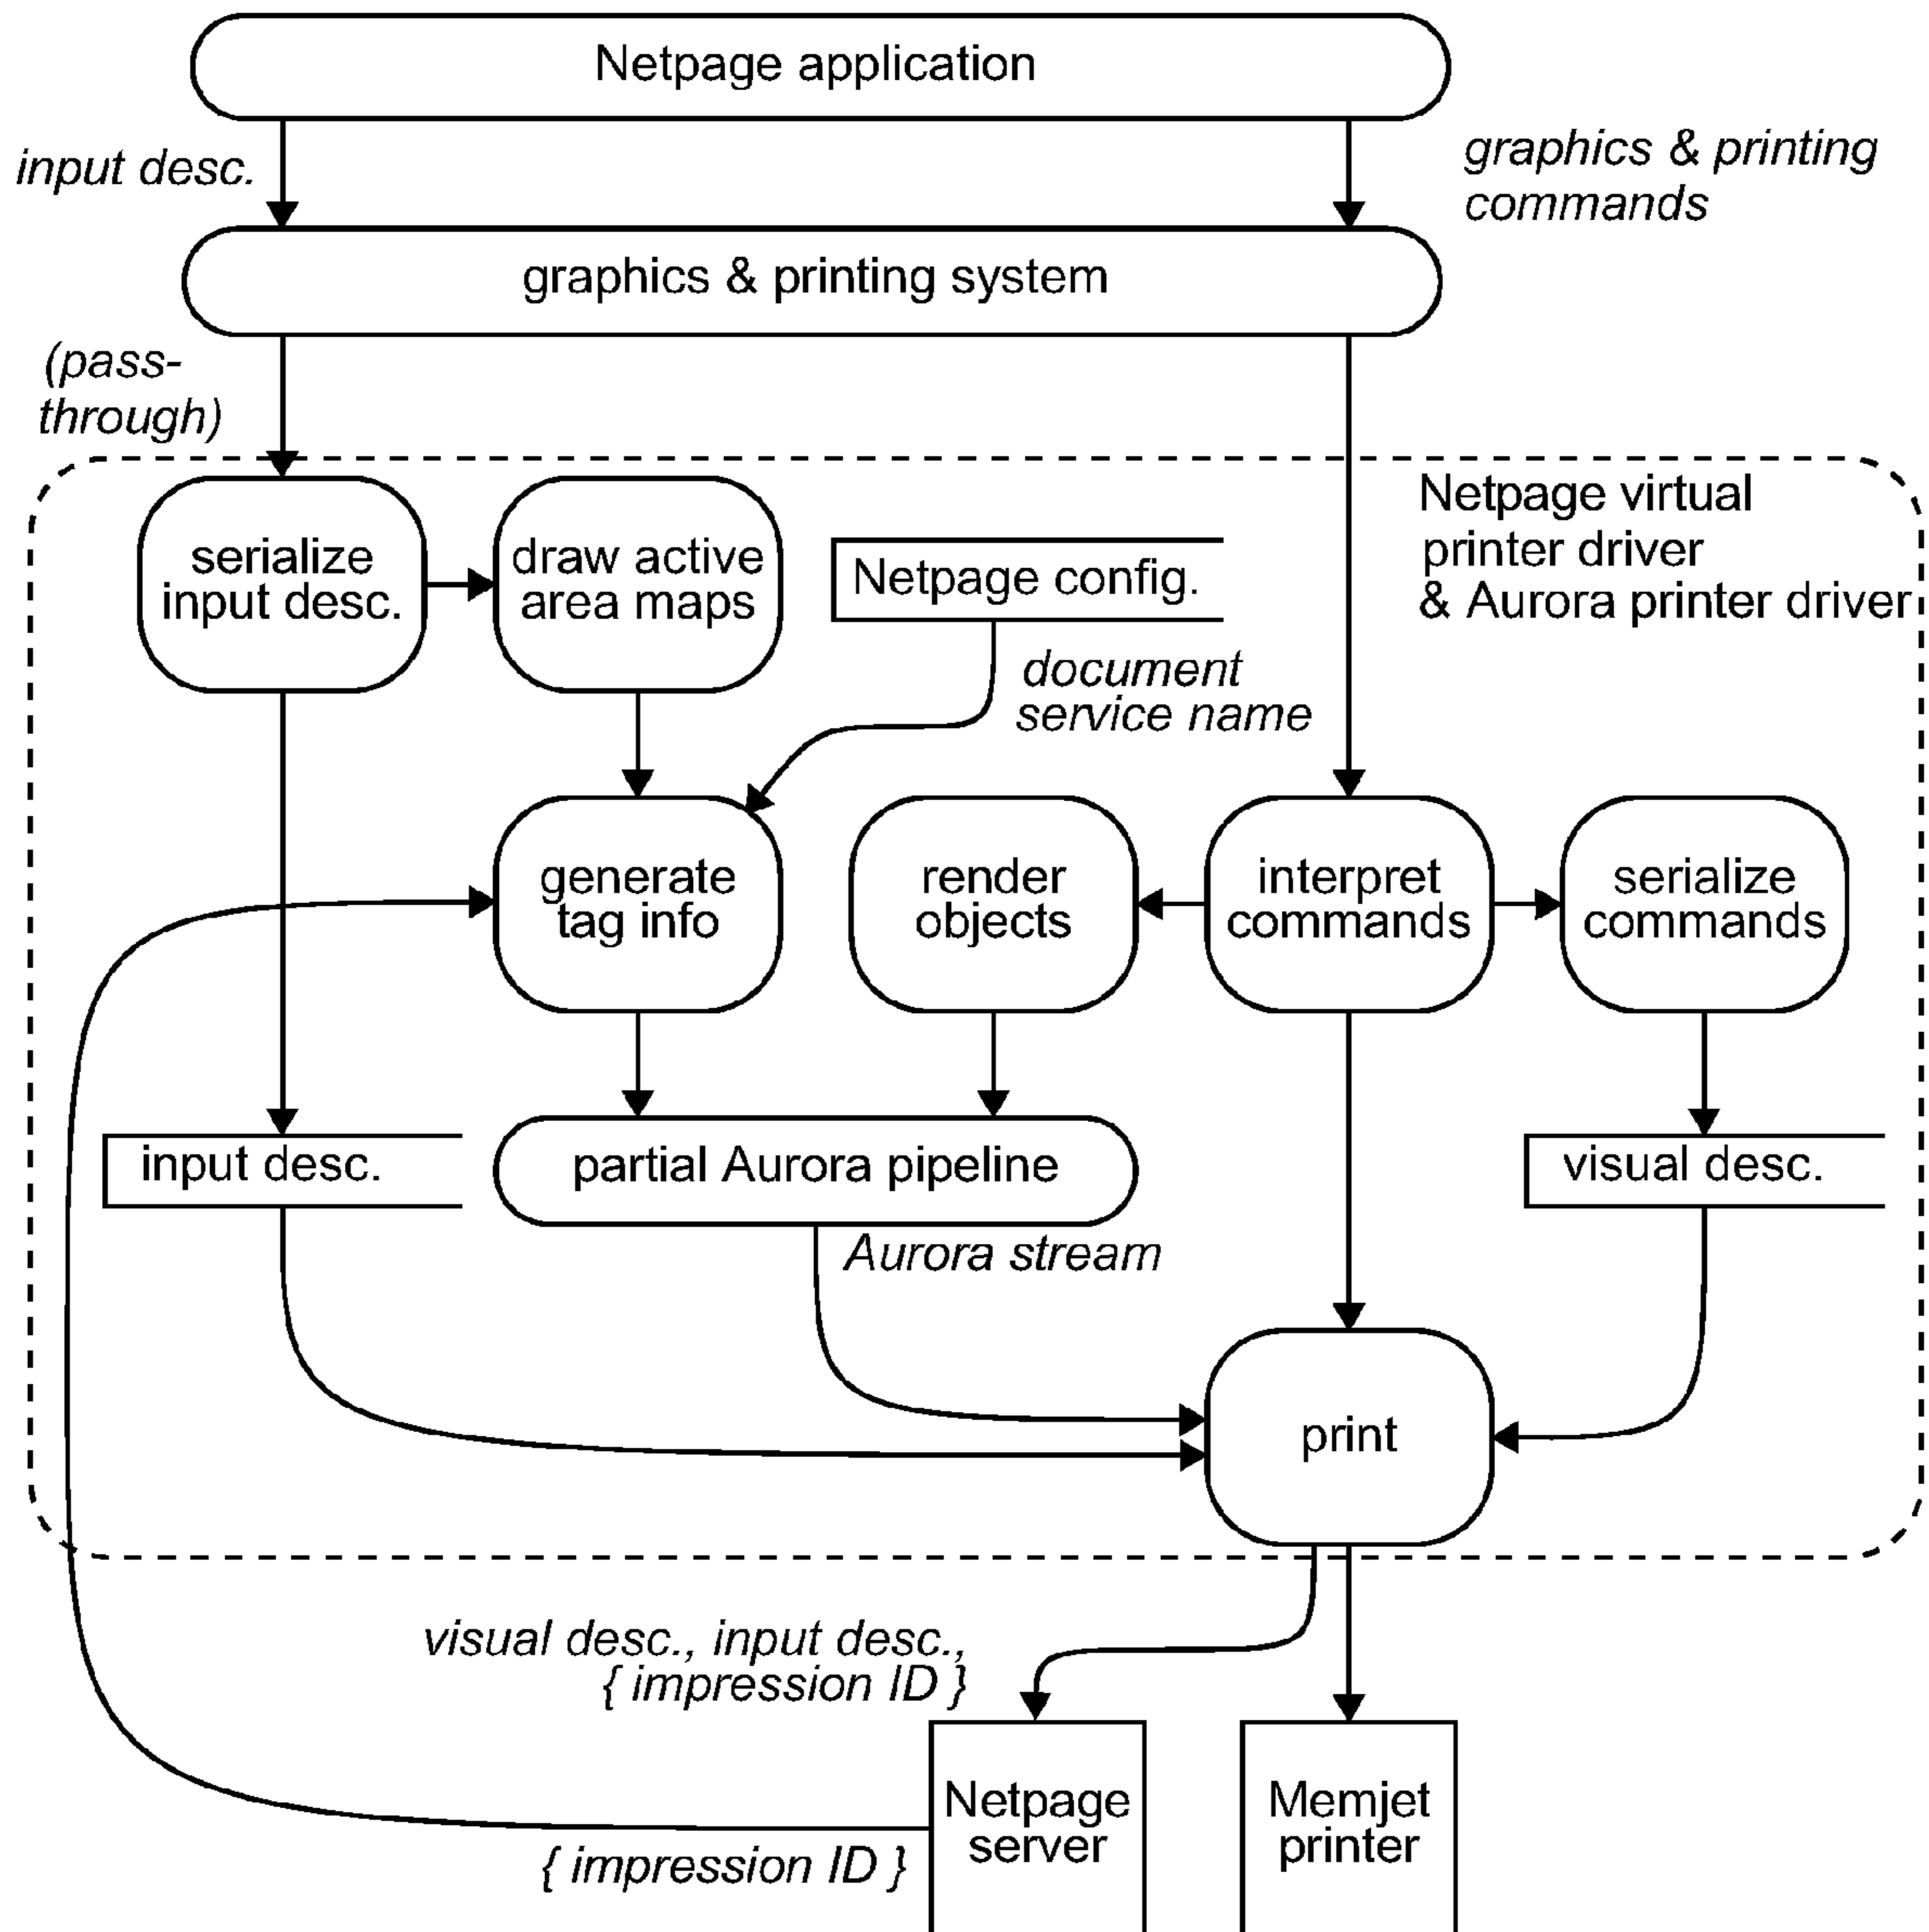 Netpage application
input desc.
graphics & printing
commands
graphics & printing system
(pass-
through)
Netpage virtual
printer driver
& Aurora printer driver
serialize
input desc.
draw active
area maps
Netpage config.
document
service name
generate
tag info
render
objects
interpret
commands
serialize
commands
input desc.
partial Aurora pipeline
visual desc.
Aurora stream
print
visual desc., input desc.,
{ impression ID }
Netpage
server
Memjet
printer
{ impression ID }